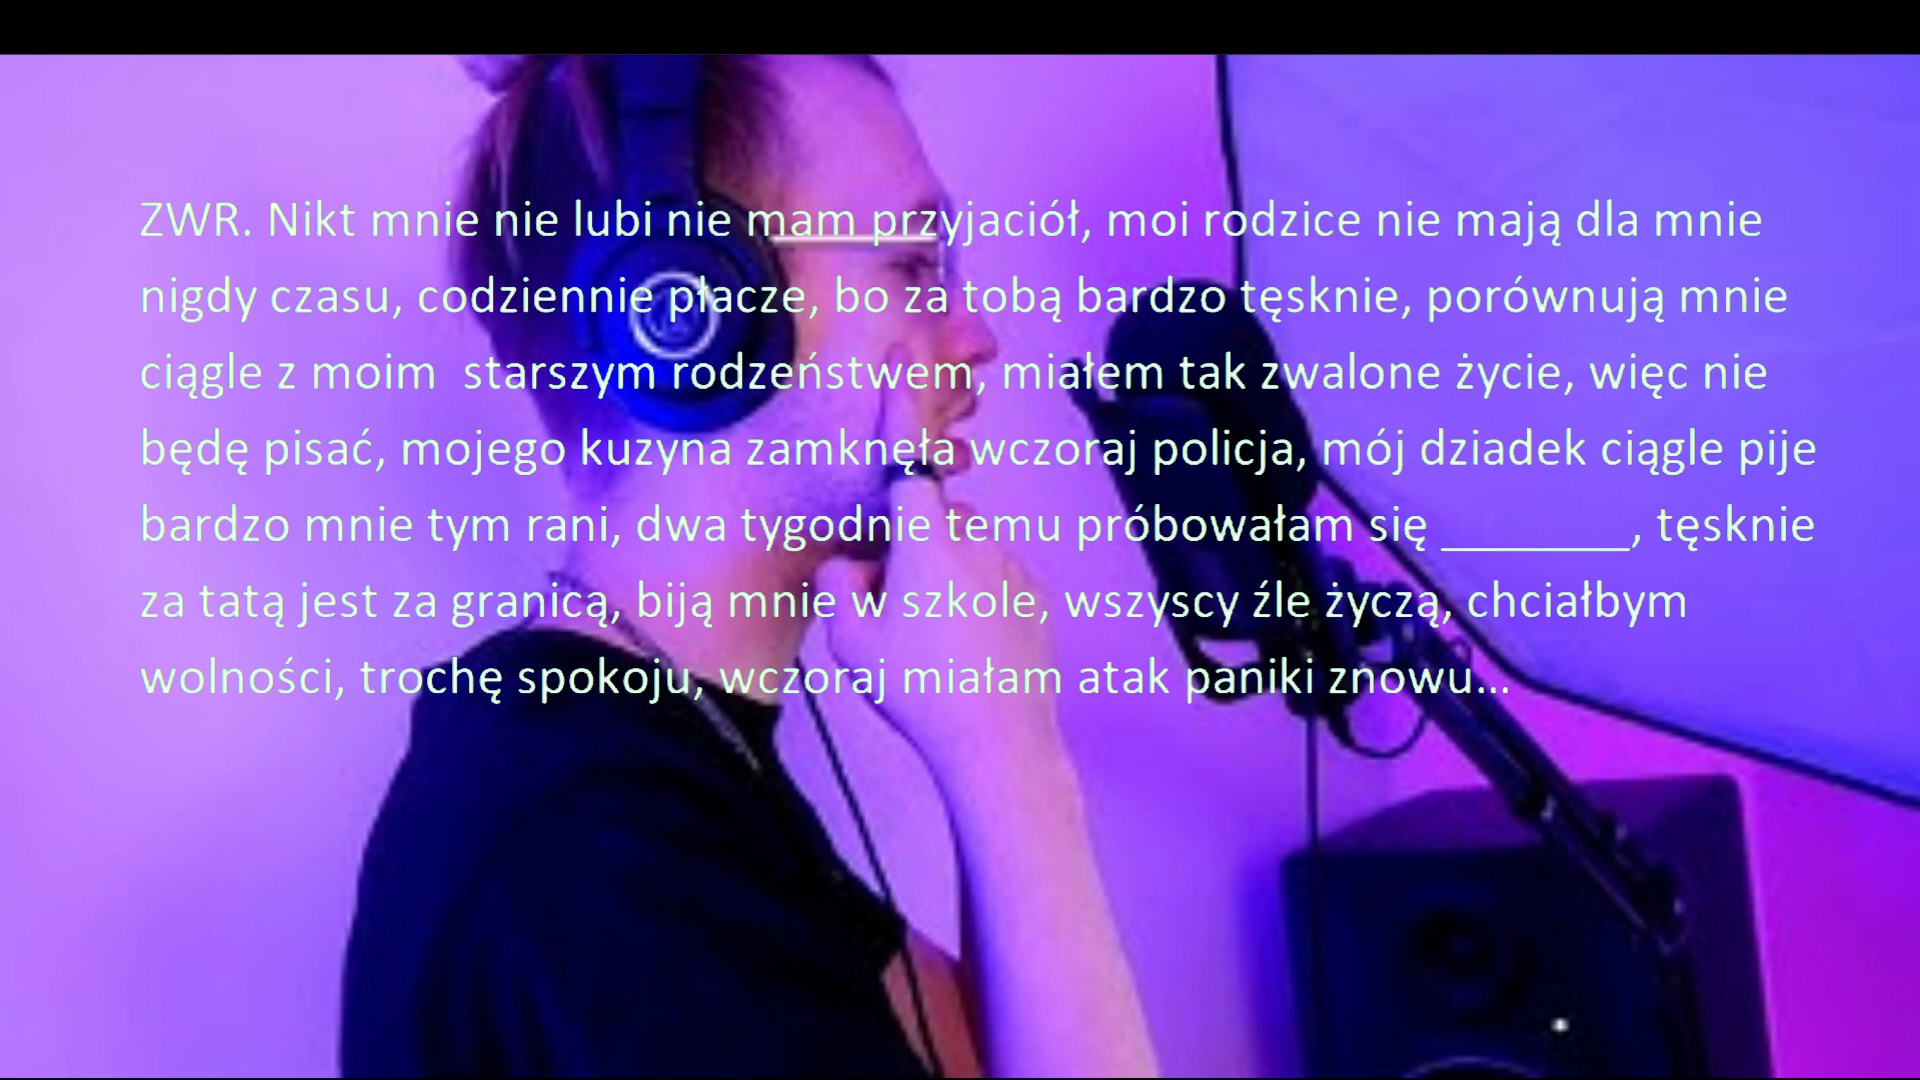 ZWR. Nikt mnie nie lubi nie mam przyjaciół, moi rodzice nie mają dla mnie
nigdy czasu, codziennie płacze, bo za tobą bardzo tęsknie, porównują mnie
ciągle z moim  starszym rodzeństwem, miałem tak zwalone życie, więc nie
będę pisać, mojego kuzyna zamknęła wczoraj policja, mój dziadek ciągle pije
bardzo mnie tym rani, dwa tygodnie temu próbowałam się ________, tęsknie
za tatą jest za granicą, biją mnie w szkole, wszyscy źle życzą, chciałbym
wolności, trochę spokoju, wczoraj miałam atak paniki znowu...